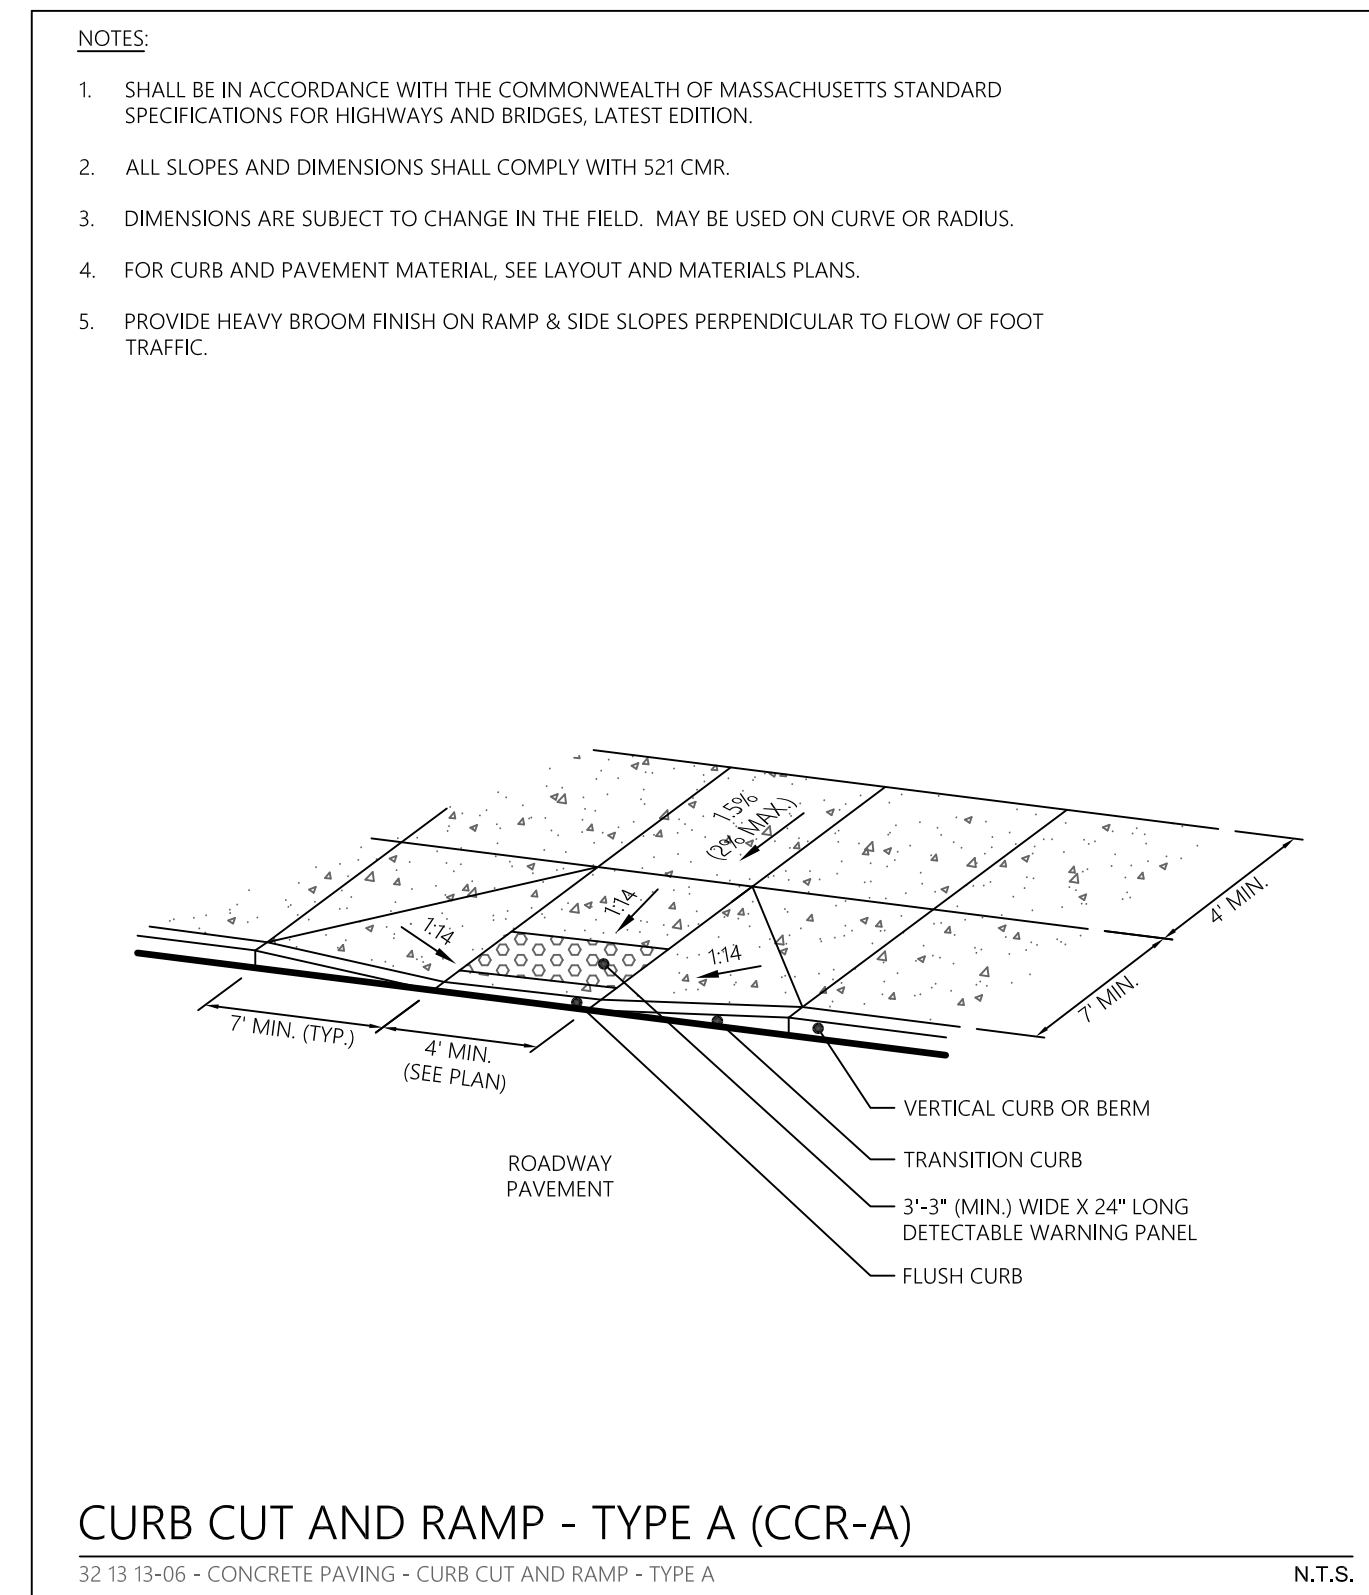 NOTES:
1. SHALL BE IN ACCORDANCE WITH THE COMMONWEALTH OF MASSACHUSETTS STANDARD
SPECIFICATIONS FOR HIGHWAYS AND BRIDGES, LATEST EDITION.
2. ALL SLOPES AND DIMENSIONS SHALL COMPLY WITH 521 CMR.
3. DIMENSIONS ARE SUBJECT TO CHANGE IN THE FIELD. MAY BE USED ON CURVE OR RADIUS.
4. FOR CURB AND PAVEMENT MATERIAL, SEE LAYOUT AND MATERIALS PLANS.
5. PROVIDE HEAVY BROOM FINISH ON RAMP & SIDE SLOPES PERPENDICULAR TO FLOW OF FOOT
TRAFFIC.
1.5%
(2% MAX.)
1:14
1:14
1:14
4' MIN.
7' MIN.
7' MIN. (TYP.)
4' MIN.
(SEE PLAN)
ROADWAY
PAVEMENT
VERTICAL CURB OR BERM
TRANSITION CURB
3'-3" (MIN.) WIDE X 24" LONG
DETECTABLE WARNING PANEL
FLUSH CURB
CURB CUT AND RAMP - TYPE A (CCR-A)
32 13 13-06 - CONCRETE PAVING - CURB CUT AND RAMP - TYPE A
N.T.S.